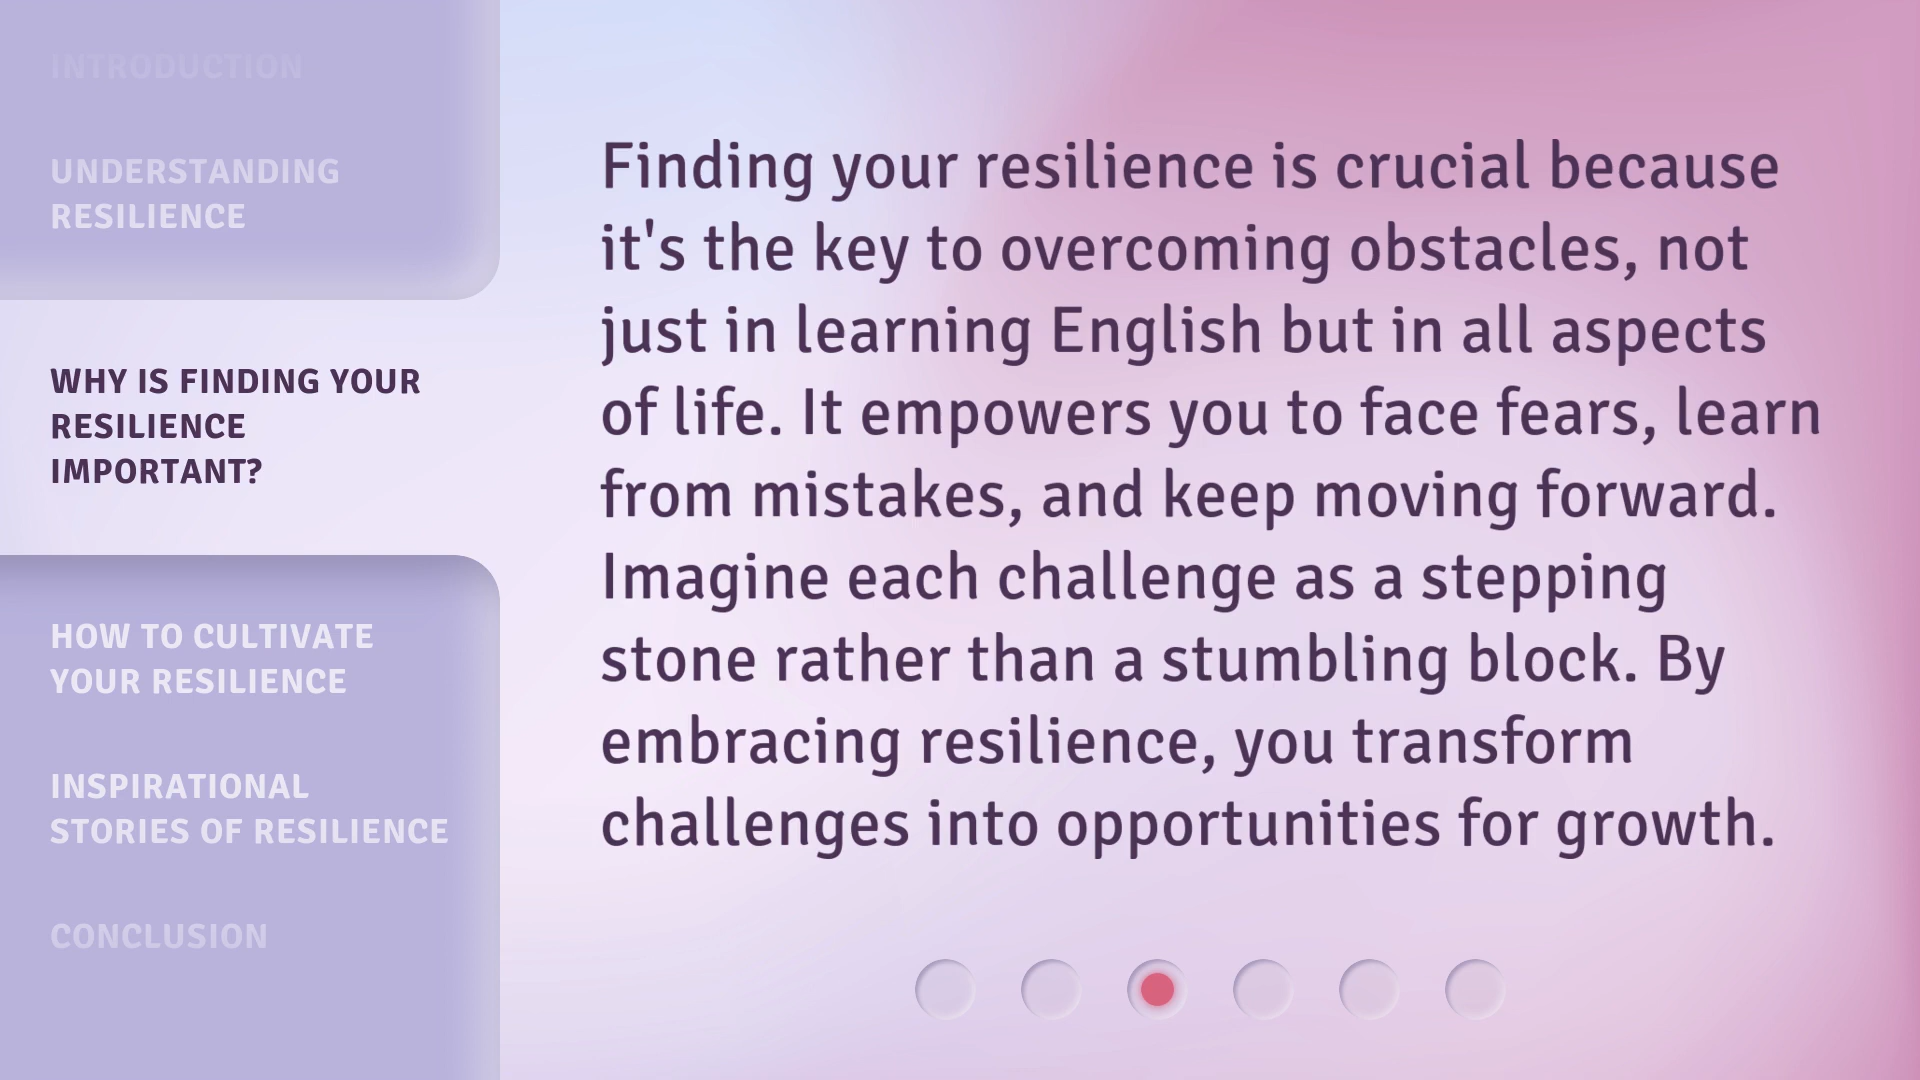 INTRODUCTION
UNDERSTANDING
RESILIENCE
WHY IS FINDING YOUR
RESILIENCE
IMPORTANT?
HOW TO CULTIVATE
YOUR RESILIENCE
INSPIRATIONAL
STORIES OF RESILIENCE
CONCLUSION
Finding your resilience is crucial because
it's the key to overcoming obstacles, not
just in learning English but in all aspects
of life. It empowers you to face fears, learn
from mistakes, and keep moving forward.
Imagine each challenge as a stepping
stone rather than a stumbling block. By
embracing resilience, you transform
challenges into opportunities for growth.